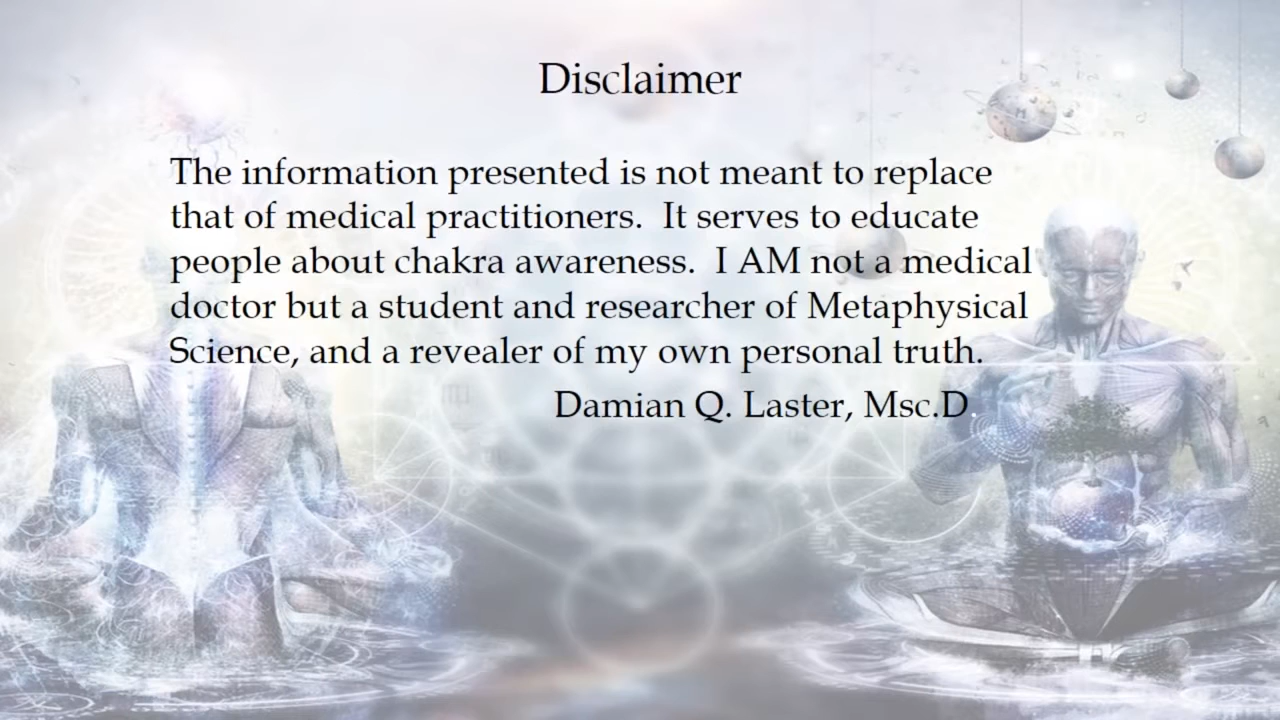 Disclaimer
The information presented is not meant to replace
that of medical practitioners.  It serves to educate
people about chakra awareness.  I AM not a medical
doctor but a student and researcher of Metaphysical
Science, and a revealer of my own personal truth.
Damian Q. Laster, Msc.D.